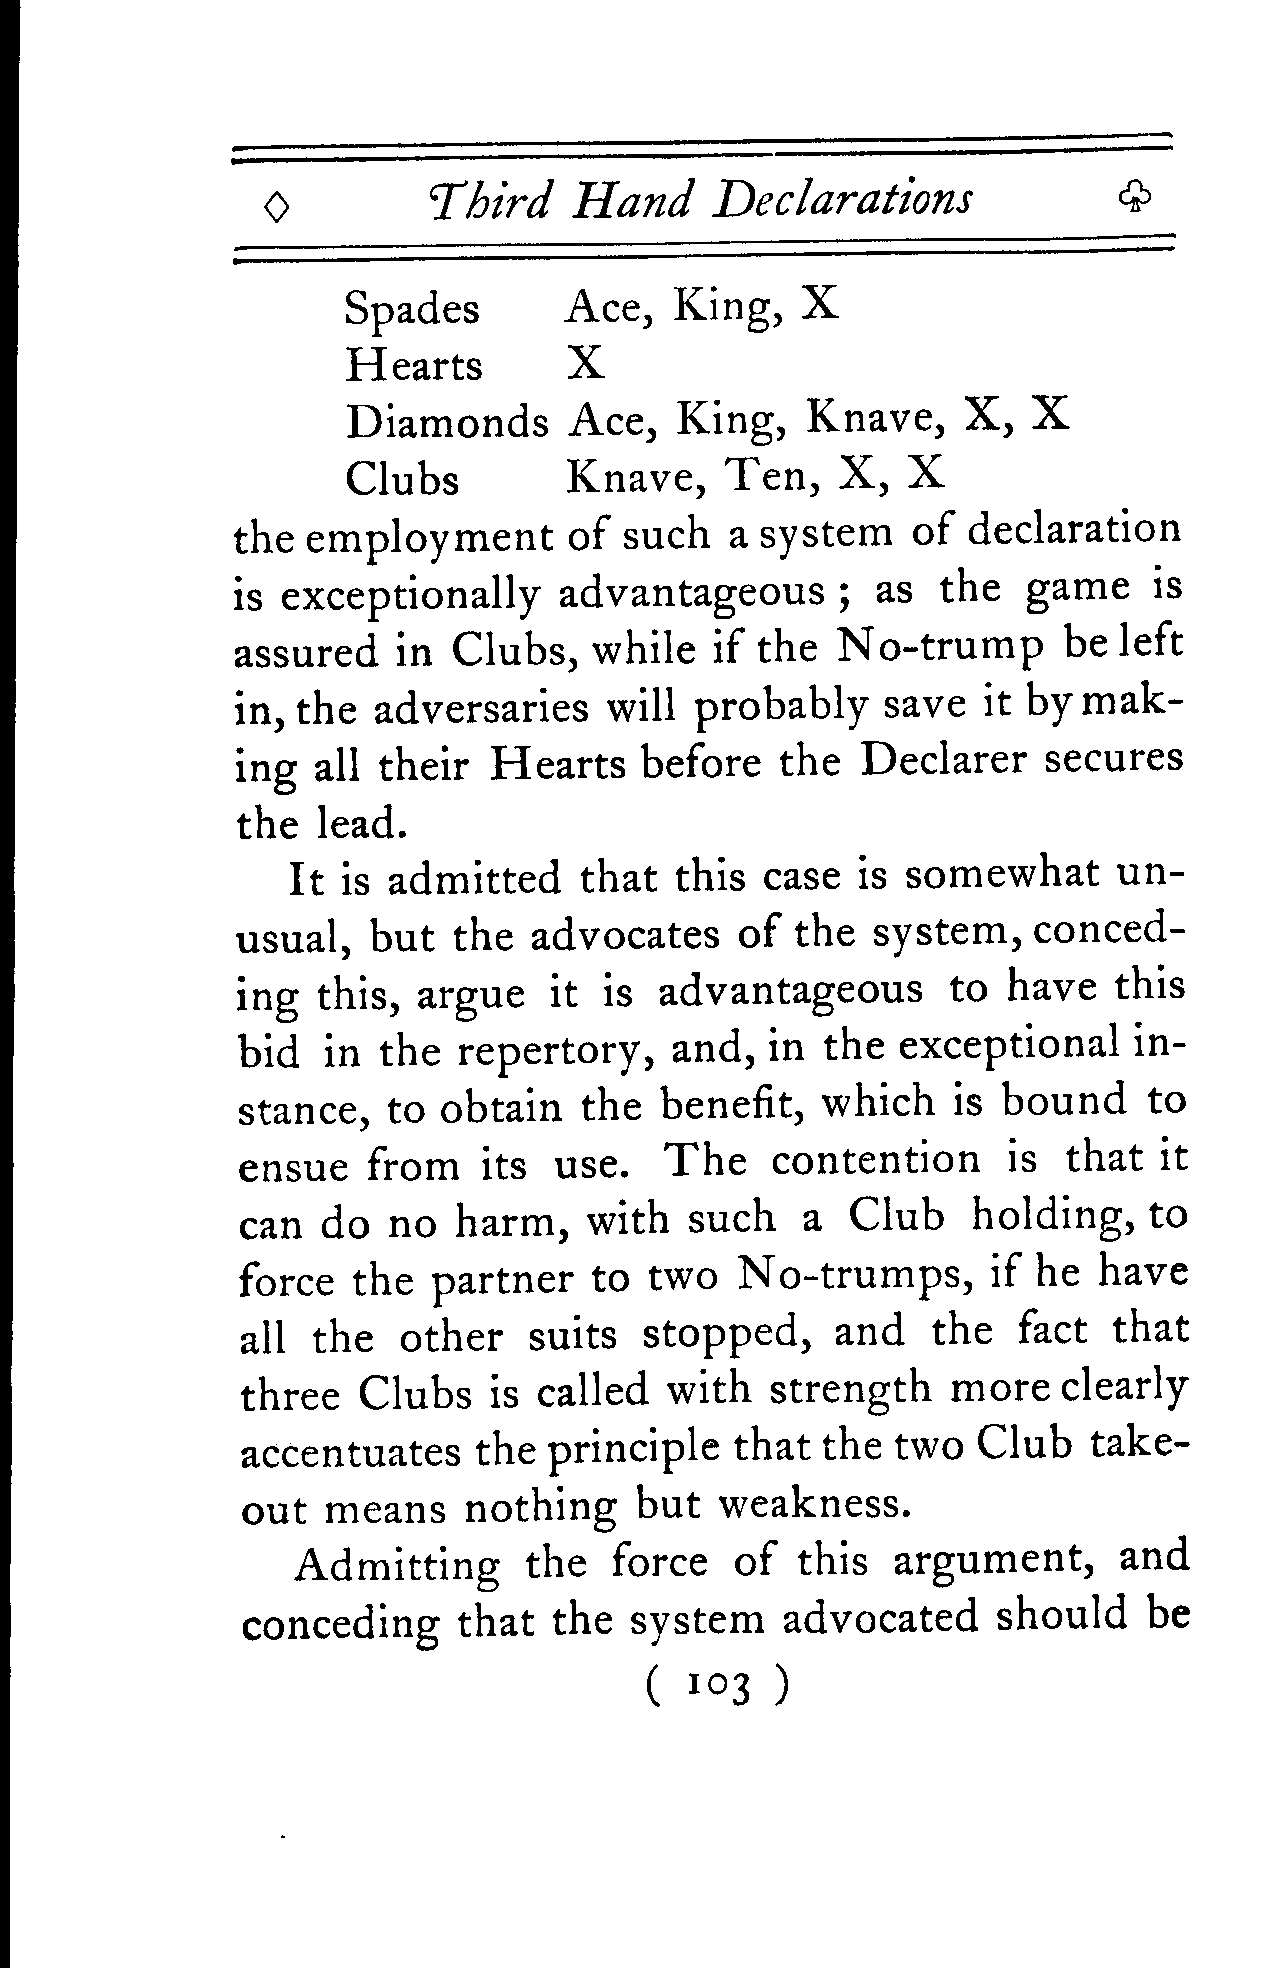 ◇ Third Hand Declarations ♧
Spades Ace, King, X
Hearts X
Diamonds Ace, King, Knave, X, X
Clubs Knave, Ten, X, X
the employment of such a system of declaration
is exceptionally advantageous ; as the game is
assured in Clubs, while if the No-trump be left
in, the adversaries will probably save it by mak-
ing all their Hearts before the Declarer secures
the lead.
It is admitted that this case is somewhat un-
usual, but the advocates of the system, conced-
ing this, argue it is advantageous to have this
bid in the repertory, and, in the exceptional in-
stance, to obtain the benefit, which is bound to
ensue from its use. The contention is that it
can do no harm, with such a Club holding, to
force the partner to two No-trumps, if he have
all the other suits stopped, and the fact that
three Clubs is called with strength more clearly
accentuates the principle that the two Club take-
out means nothing but weakness.
Admitting the force of this argument, and
conceding that the system advocated should be
( 103 )